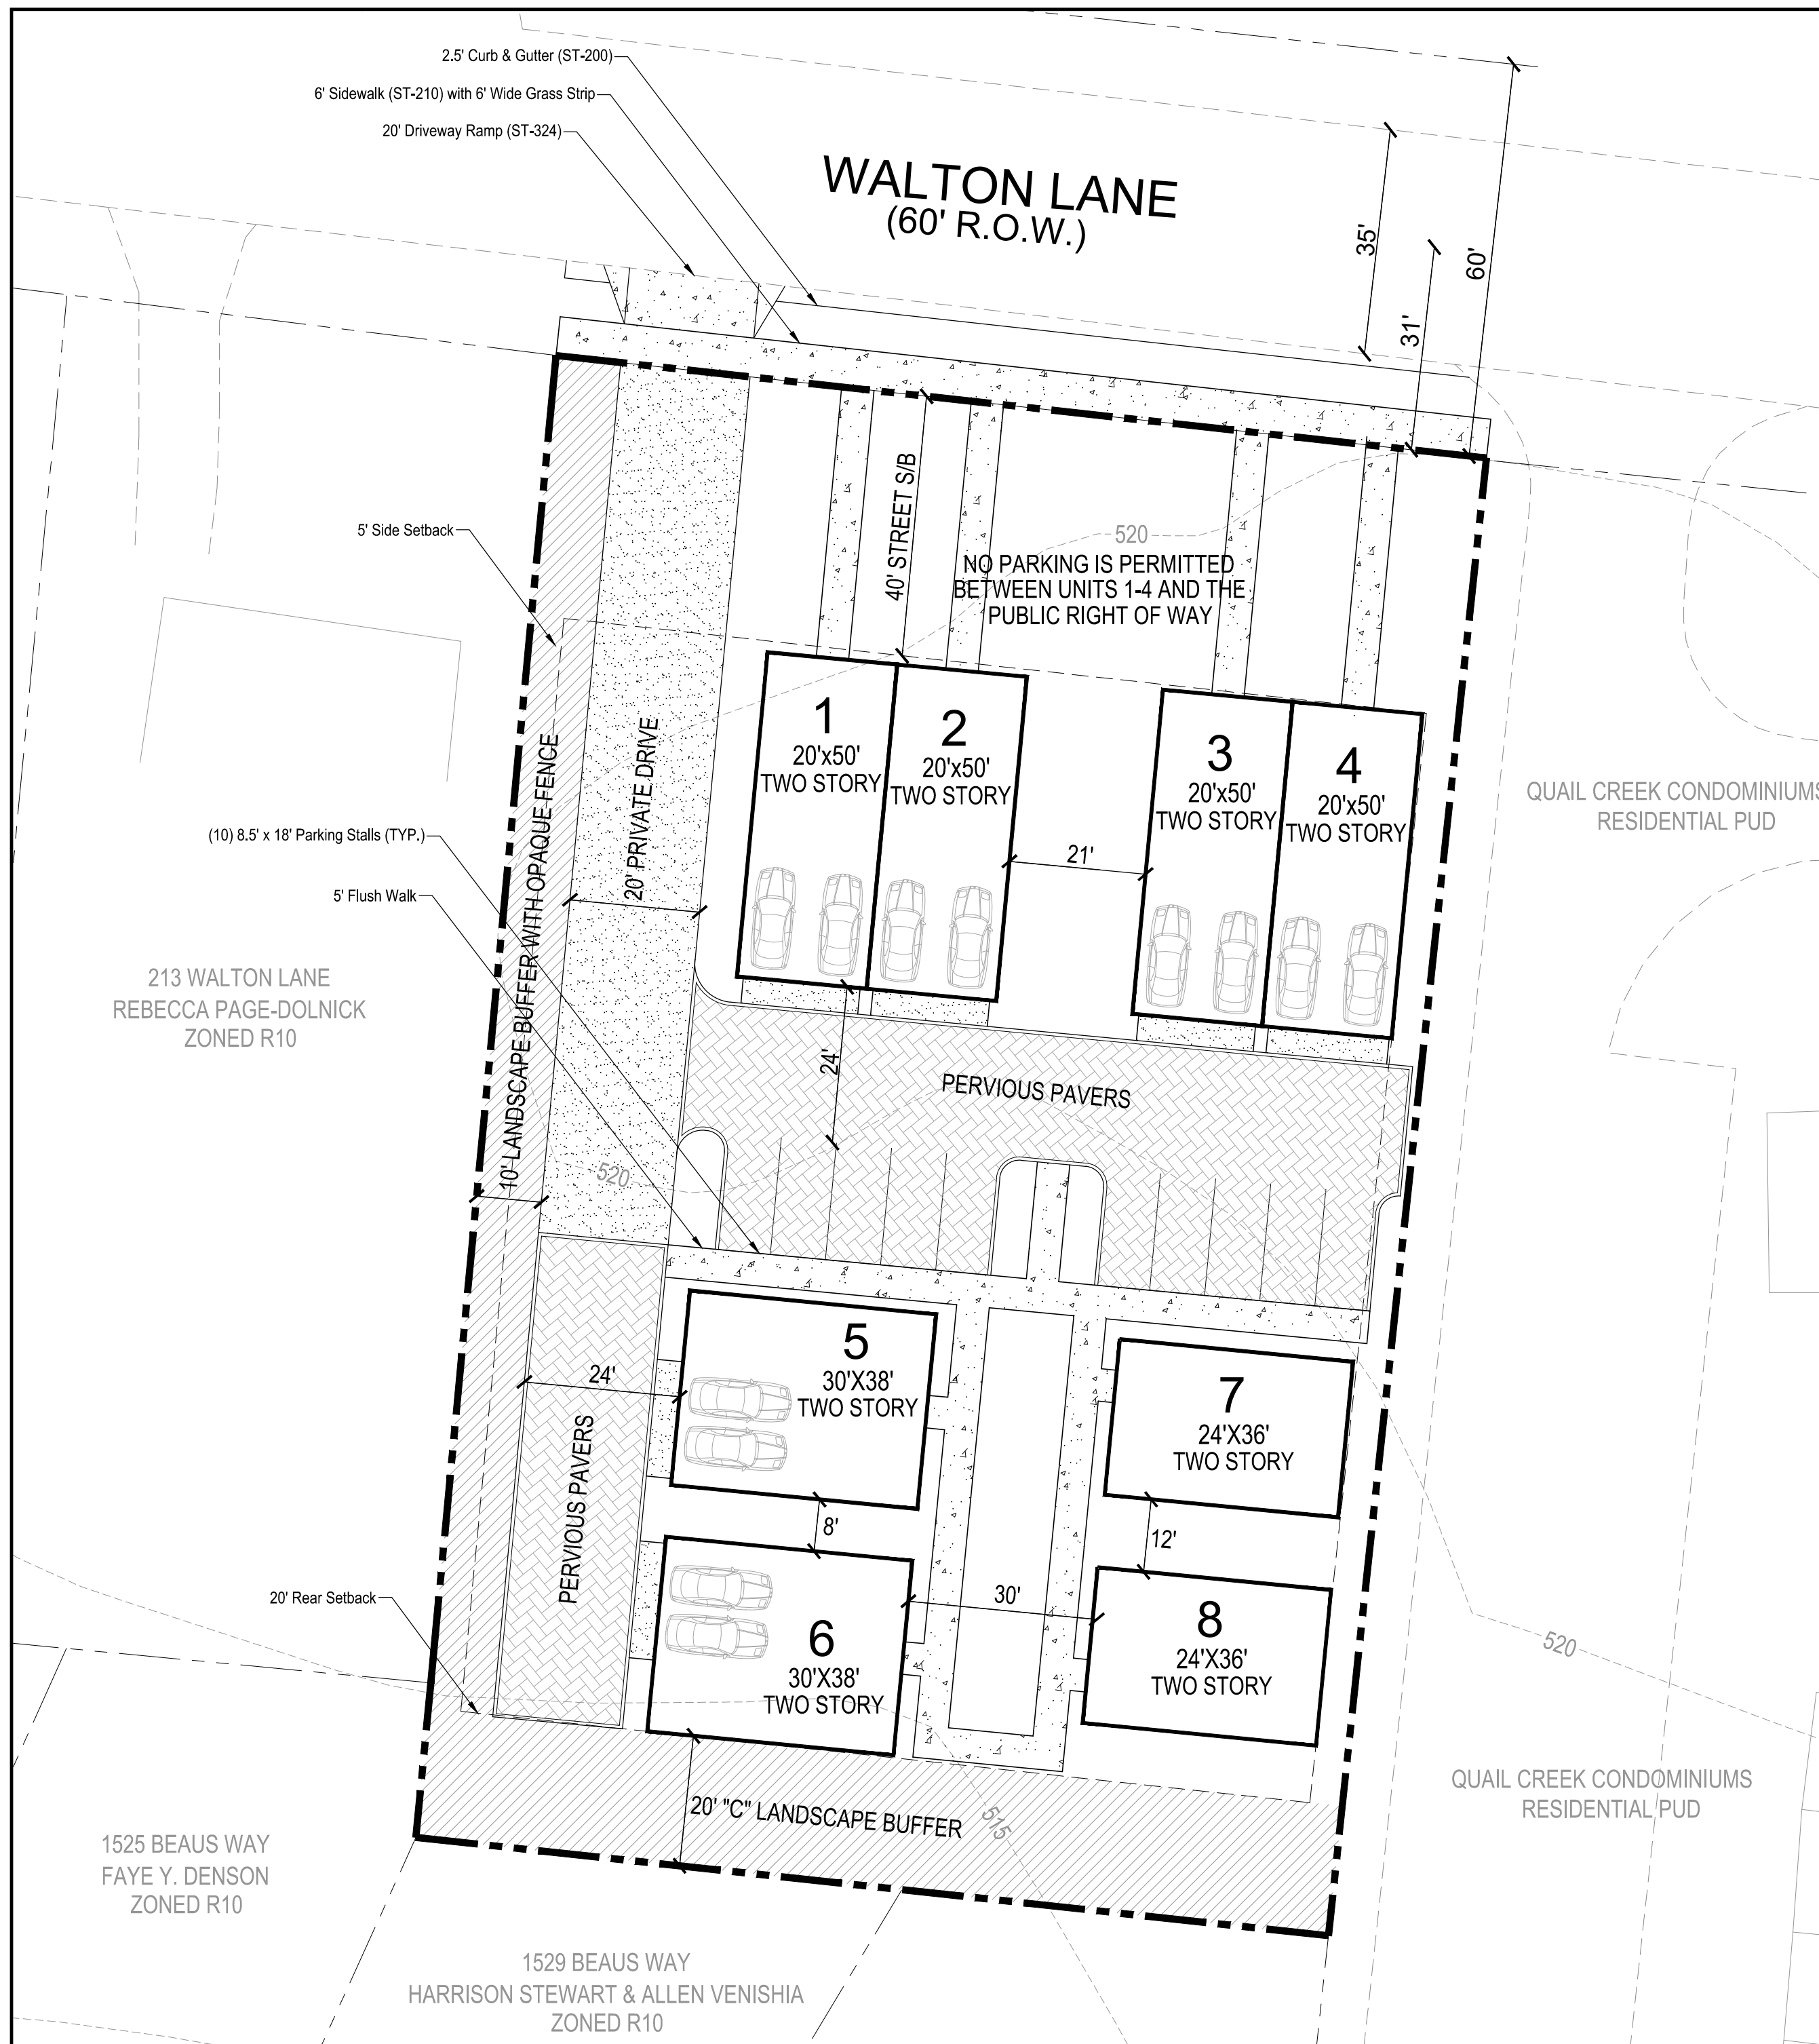 2.5' Curb & Gutter (ST-200)
6' Sidewalk (ST-210) with 6' Wide Grass Strip
20' Driveway Ramp (ST-324)
WALTON LANE
(60' R.O.W.)
35'
31'
60'
5' Side Setback
40' STREET S/B
520
NO PARKING IS PERMITTED
BETWEEN UNITS 1-4 AND THE
PUBLIC RIGHT OF WAY
1
20'x50'
TWO STORY
2
20'x50'
TWO STORY
3
20'x50'
TWO STORY
4
20'x50'
TWO STORY
21'
QUAIL CREEK CONDOMINIUMS
RESIDENTIAL PUD
(10) 8.5' x 18' Parking Stalls (TYP.)
5' Flush Walk
10' LANDSCAPE BUFFER WITH OPAQUE FENCE
20' PRIVATE DRIVE
213 WALTON LANE
REBECCA PAGE-DOLNICK
ZONED R10
24'
PERVIOUS PAVERS
520
5
30'X38'
TWO STORY
24'
PERVIOUS PAVERS
7
24'X36'
TWO STORY
8'
12'
20' Rear Setback
6
30'X38'
TWO STORY
30'
8
24'X36'
TWO STORY
520
20' "C" LANDSCAPE BUFFER
515
QUAIL CREEK CONDOMINIUMS
RESIDENTIAL PUD
1525 BEAUS WAY
FAYE Y. DENSON
ZONED R10
1529 BEAUS WAY
HARRISON STEWART & ALLEN VENISHIA
ZONED R10